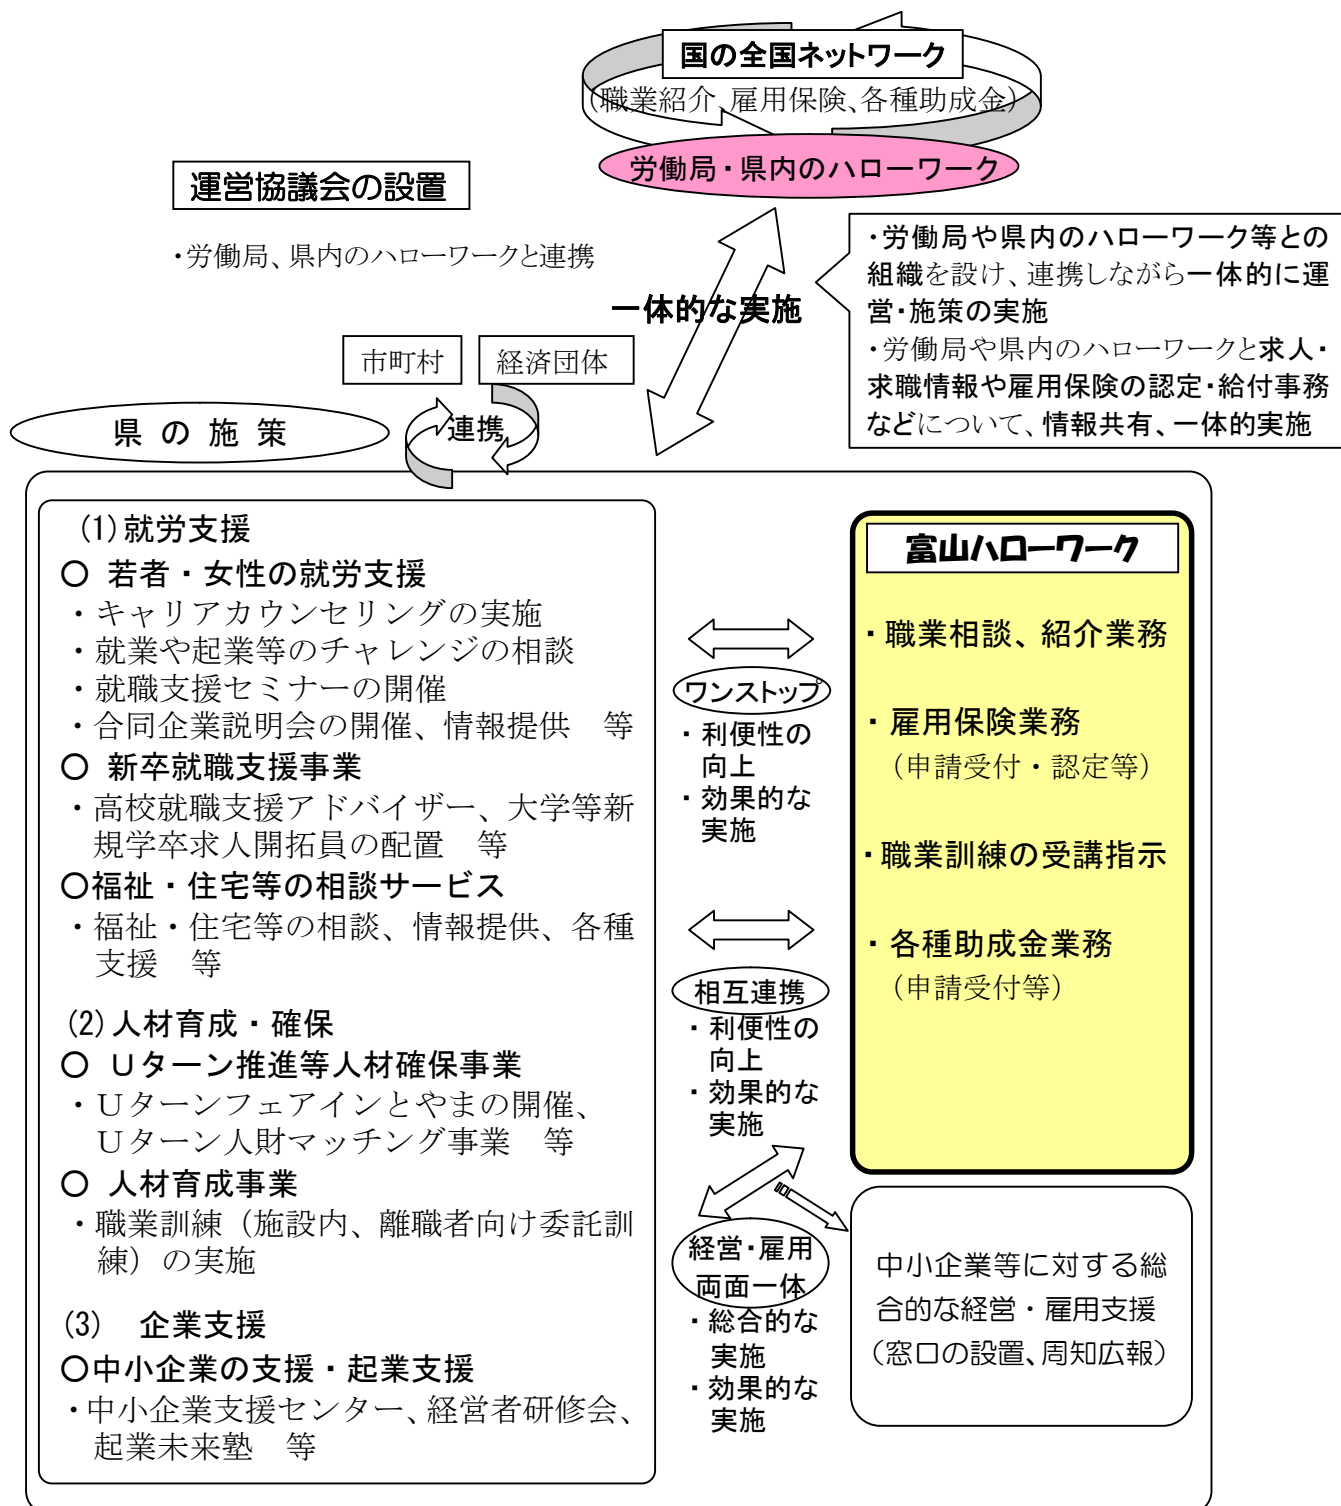 国の全国ネットワーク
(職業紹介、雇用保険、各種助成金)
労働局・県内のハローワーク
運営協議会の設置
・労働局、県内のハローワークと連携
・労働局や県内のハローワーク等との
組織を設け、連携しながら一体的に運
営・施策の実施
・労働局や県内のハローワークと求人・
求職情報や雇用保険の認定・給付事務
などについて、情報共有、一体的実施
一体的な実施
市町村
経済団体
連携
県の施策
(1)就労支援
○ 若者・女性の就労支援
・キャリアカウンセリングの実施
・就業や起業等のチャレンジの相談
・就職支援セミナーの開催
・合同企業説明会の開催、情報提供 等
○ 新卒就職支援事業
・高校就職支援アドバイザー、大学等新
規学卒求人開拓員の配置 等
○福祉・住宅等の相談サービス
・福祉・住宅等の相談、情報提供、各種
支援 等
(2)人材育成・確保
○ Uターン推進等人材確保事業
・Uターンフェアインとやまの開催、
Uターン人財マッチング事業 等
○ 人材育成事業
・職業訓練(施設内、離職者向け委託訓
練)の実施
(3) 企業支援
○中小企業の支援・起業支援
・中小企業支援センター、経営者研修会、
起業未来塾 等
ワンストップ
・利便性の
向上
・効果的な
実施
相互連携
・利便性の
向上
・効果的な
実施
経営・雇用
両面一体
・総合的な
実施
・効果的な
実施
富山ハローワーク
・職業相談、紹介業務
・雇用保険業務
(申請受付・認定等)
・職業訓練の受講指示
・各種助成金業務
(申請受付等)
中小企業等に対する総
合的な経営・雇用支援
(窓口の設置、周知広報)